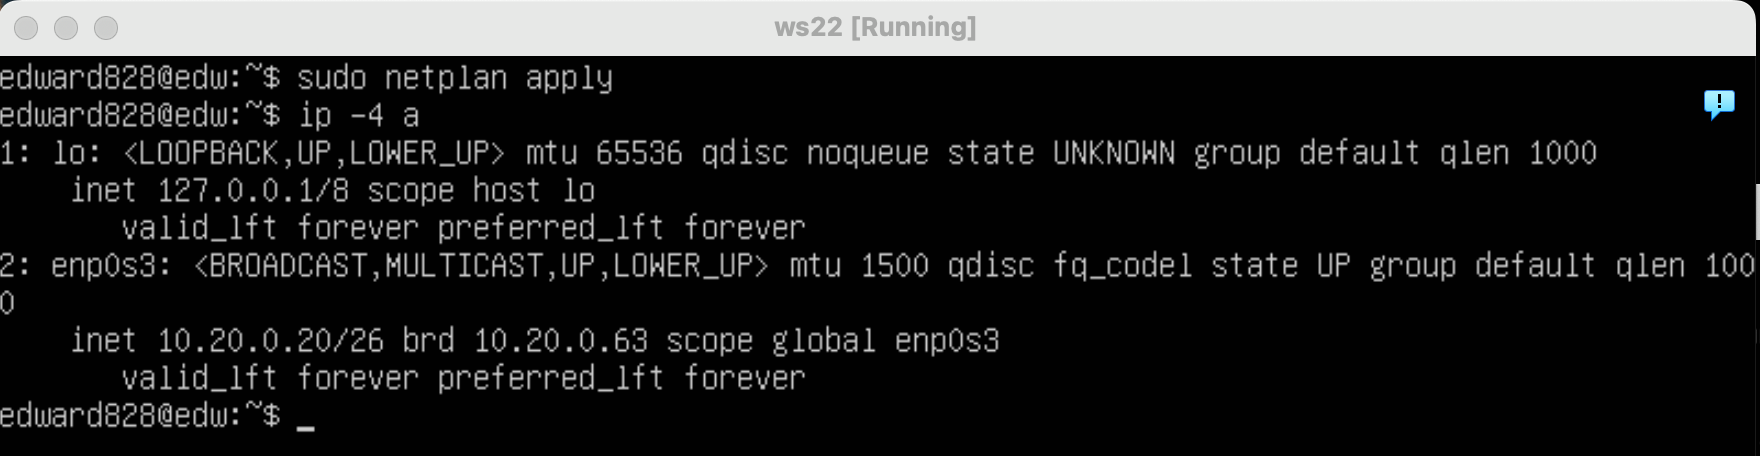 ws22 [Running]
edward828@edw:~$ sudo netplan apply
edward828@edw:~$ ip -4 a
1: lo: <LOOPBACK,UP,LOWER_UP> mtu 65536 qdisc noqueue state UNKNOWN group default qlen 1000
    inet 127.0.0.1/8 scope host lo
       valid_lft forever preferred_lft forever
2: enp0s3: <BROADCAST,MULTICAST,UP,LOWER_UP> mtu 1500 qdisc fq_codel state UP group default qlen 100
0
    inet 10.20.0.20/26 brd 10.20.0.63 scope global enp0s3
       valid_lft forever preferred_lft forever
edward828@edw:~$ _